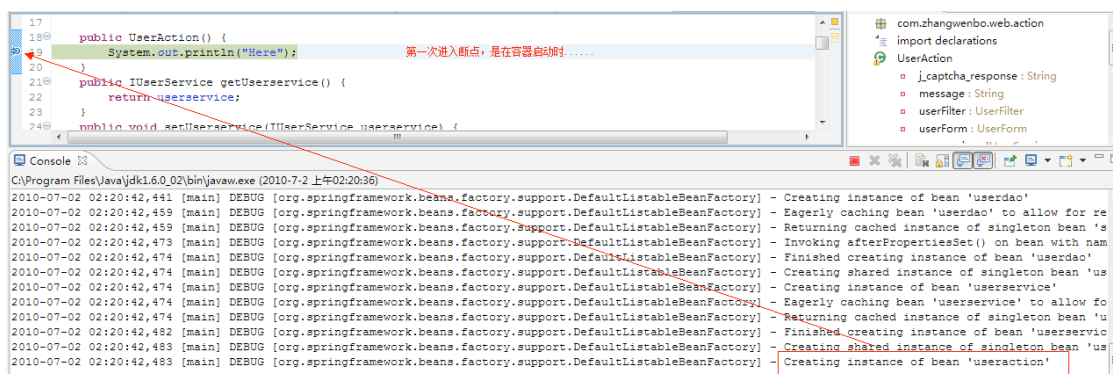 17
18 public UserAction() {
19 System.out.println("Here"); 第一次进入断点，是在容器启动时......
20 }
21 public IUserService getUserservice() {
22 return userservice;
23 }
24 public void setUserservice(IUserService userservice) {
com.zhangwenbo.web.action
import declarations
UserAction
j_captcha_response : String
message : String
userFilter : UserFilter
userForm : UserForm
Console
C:\Program Files\Java\jdk1.6.0_02\bin\javaw.exe (2010-7-2 上午02:20:36)
2010-07-02 02:20:42,441 [main] DEBUG [org.springframework.beans.factory.support.DefaultListableBeanFactory] - Creating instance of bean 'userdao'
2010-07-02 02:20:42,459 [main] DEBUG [org.springframework.beans.factory.support.DefaultListableBeanFactory] - Eagerly caching bean 'userdao' to allow for re
2010-07-02 02:20:42,459 [main] DEBUG [org.springframework.beans.factory.support.DefaultListableBeanFactory] - Returning cached instance of singleton bean 's
2010-07-02 02:20:42,473 [main] DEBUG [org.springframework.beans.factory.support.DefaultListableBeanFactory] - Invoking afterPropertiesSet() on bean with nam
2010-07-02 02:20:42,474 [main] DEBUG [org.springframework.beans.factory.support.DefaultListableBeanFactory] - Finished creating instance of bean 'userdao'
2010-07-02 02:20:42,474 [main] DEBUG [org.springframework.beans.factory.support.DefaultListableBeanFactory] - Creating shared instance of singleton bean 'us
2010-07-02 02:20:42,474 [main] DEBUG [org.springframework.beans.factory.support.DefaultListableBeanFactory] - Creating instance of bean 'userservice'
2010-07-02 02:20:42,474 [main] DEBUG [org.springframework.beans.factory.support.DefaultListableBeanFactory] - Eagerly caching bean 'userservice' to allow fo
2010-07-02 02:20:42,474 [main] DEBUG [org.springframework.beans.factory.support.DefaultListableBeanFactory] - Returning cached instance of singleton bean 'u
2010-07-02 02:20:42,482 [main] DEBUG [org.springframework.beans.factory.support.DefaultListableBeanFactory] - Finished creating instance of bean 'userservic
2010-07-02 02:20:42,483 [main] DEBUG [org.springframework.beans.factory.support.DefaultListableBeanFactory] - Creating shared instance of singleton bean 'us
2010-07-02 02:20:42,483 [main] DEBUG [org.springframework.beans.factory.support.DefaultListableBeanFactory] - Creating instance of bean 'useraction'